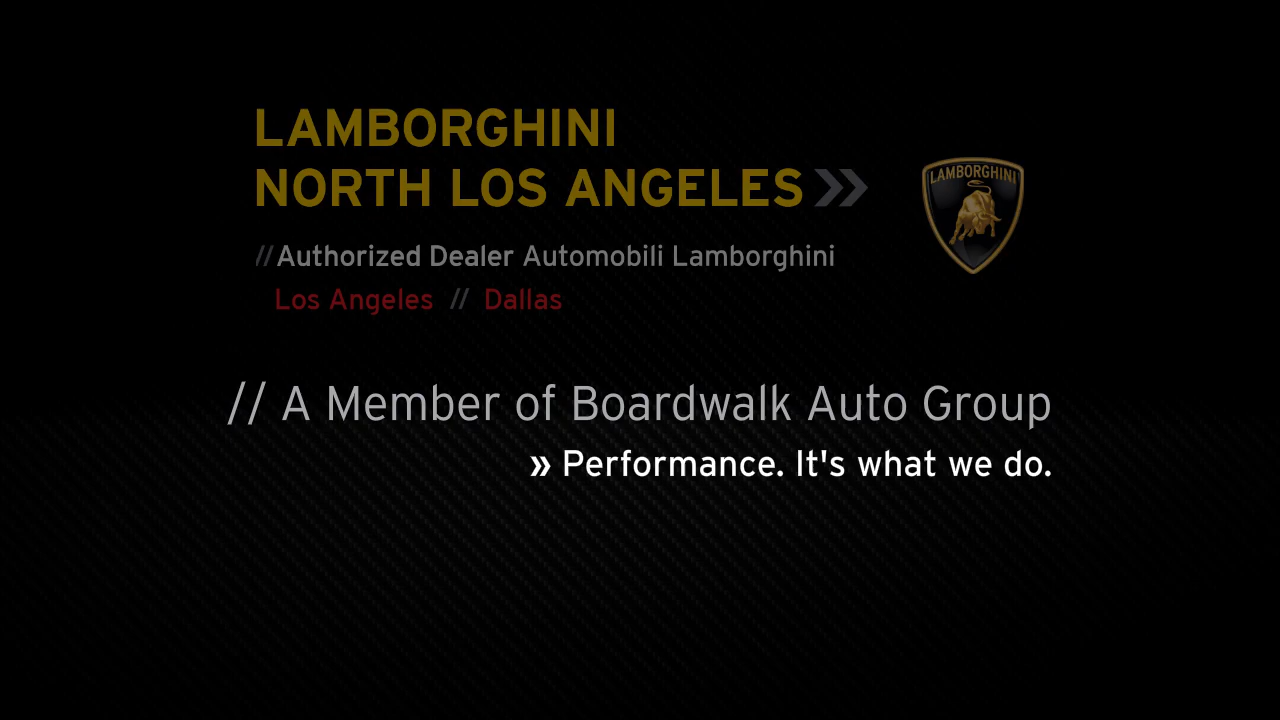 LAMBORGHINI
NORTH LOS ANGELES »
// Authorized Dealer Automobili Lamborghini
Los Angeles // Dallas
LAMBORGHINI
// A Member of Boardwalk Auto Group
» Performance. It's what we do.